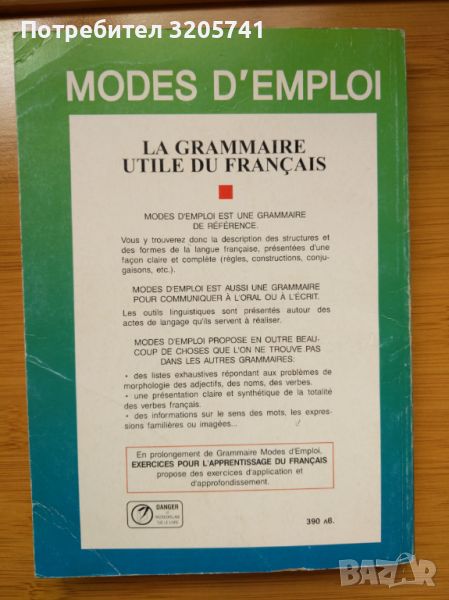 Потребител 3205741
MODES D'EMPLOI
LA GRAMMAIRE
UTILE DU FRANÇAIS
MODES D'EMPLOI EST UNE GRAMMAIRE
DE RÉFÉRENCE.
Vous y trouverez donc la description des structures et
des formes de la langue française, présentées d'une
façon claire et complète (règles, constructions, conju-
gaisons, etc.).
MODES D'EMPLOI EST AUSSI UNE GRAMMAIRE
POUR COMMUNIQUER À L'ORAL OU À L'ÉCRIT.
Les outils linguistiques sont présentés autour des
actes de langage qu'ils servent à réaliser.
MODES D'EMPLOI PROPOSE EN OUTRE BEAU-
COUP DE CHOSES QUE L'ON NE TROUVE PAS
DANS LES AUTRES GRAMMAIRES:
• des listes exhaustives répondant aux problèmes de
morphologie des adjectifs, des noms, des verbes.
• une présentation claire et synthétique de la totalité
des verbes français.
• des informations sur le sens des mots, les expres-
sions familières ou imagées...
En prolongement de Grammaire Modes d'Emploi,
EXERCICES POUR L'APPRENTISSAGE DU FRANÇAIS
propose des exercices d'application et
d'approfondissement.
DANGER
LE
PHOTOCOPILLAGE
TUE LE LIVRE
390 лв.
BAZAR